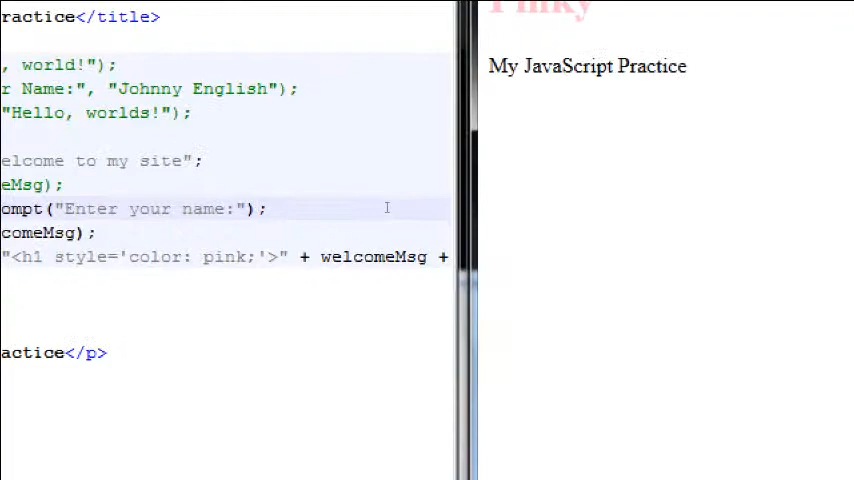 ractice</title>
, world!");
r Name:", "Johnny English");
"Hello, worlds!");
elcome to my site";
eMsg);
ompt("Enter your name:");
comeMsg);
"<h1 style='color: pink;'>" + welcomeMsg +
actice</p>
Pinky
My JavaScript Practice